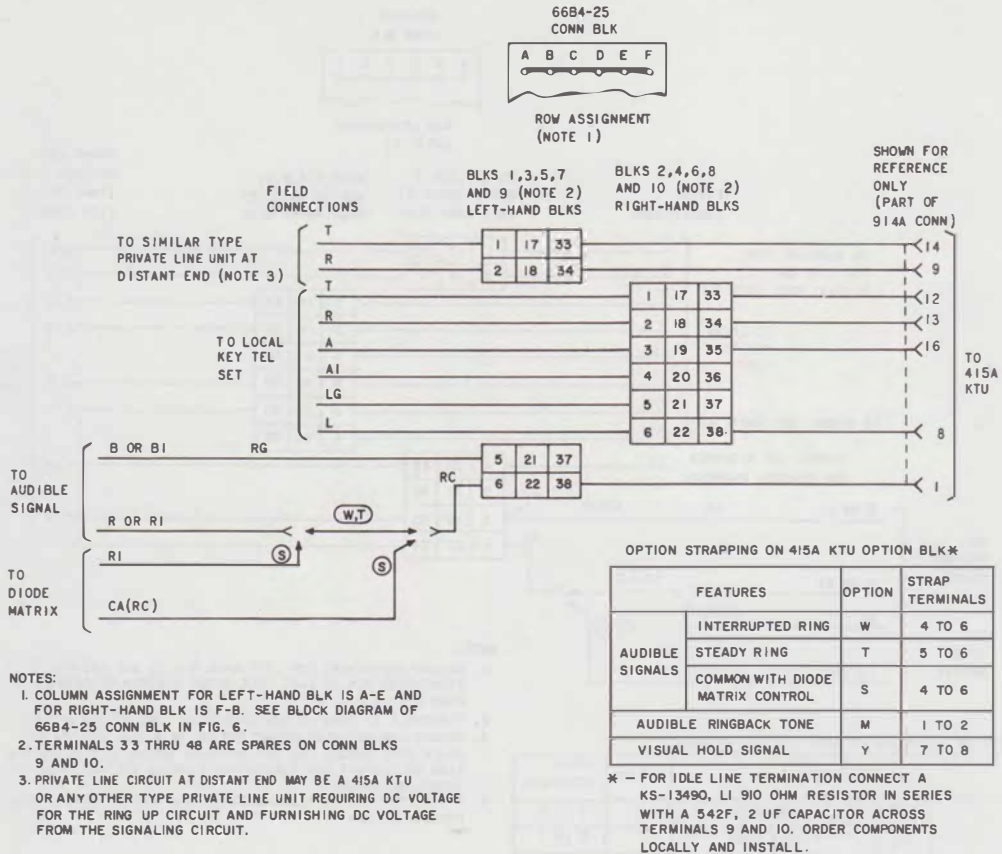 66B4-25
CONN BLK
A B C D E F
ROW ASSIGNMENT
(NOTE 1)
FIELD
CONNECTIONS
BLKS 1,3,5,7
AND 9 (NOTE 2)
LEFT-HAND BLKS
BLKS 2,4,6,8
AND 10 (NOTE 2)
RIGHT-HAND BLKS
SHOWN FOR
REFERENCE
ONLY
(PART OF
914A CONN)
TO SIMILAR TYPE
PRIVATE LINE UNIT AT
DISTANT END (NOTE 3)
T
1 17 33
14
R
2 18 34
9
TO LOCAL
KEY TEL
SET
T
1 17 33
12
R
2 18 34
13
A
3 19 35
16
A1
4 20 36
LG
5 21 37
L
6 22 38
8
TO
415A
KTU
TO
AUDIBLE
SIGNAL
B OR B1 RG
5 21 37
RC
6 22 38
1
R OR R1
W,T
TO
DIODE
MATRIX
R1
S
S
CA(RC)
OPTION STRAPPING ON 415A KTU OPTION BLK*
FEATURES OPTION STRAP TERMINALS
AUDIBLE SIGNALS
INTERRUPTED RING W 4 TO 6
STEADY RING T 5 TO 6
COMMON WITH DIODE MATRIX CONTROL S 4 TO 6
AUDIBLE RINGBACK TONE M 1 TO 2
VISUAL HOLD SIGNAL Y 7 TO 8
* – FOR IDLE LINE TERMINATION CONNECT A
KS-13490, L1 910 OHM RESISTOR IN SERIES
WITH A 542F, 2 UF CAPACITOR ACROSS
TERMINALS 9 AND 10. ORDER COMPONENTS
LOCALLY AND INSTALL.
NOTES:
1. COLUMN ASSIGNMENT FOR LEFT-HAND BLK IS A-E AND
FOR RIGHT-HAND BLK IS F-B. SEE BLOCK DIAGRAM OF
66B4-25 CONN BLK IN FIG. 6.
2. TERMINALS 33 THRU 48 ARE SPARES ON CONN BLKS
9 AND 10.
3. PRIVATE LINE CIRCUIT AT DISTANT END MAY BE A 415A KTU
OR ANY OTHER TYPE PRIVATE LINE UNIT REQUIRING DC VOLTAGE
FOR THE RING UP CIRCUIT AND FURNISHING DC VOLTAGE
FROM THE SIGNALING CIRCUIT.